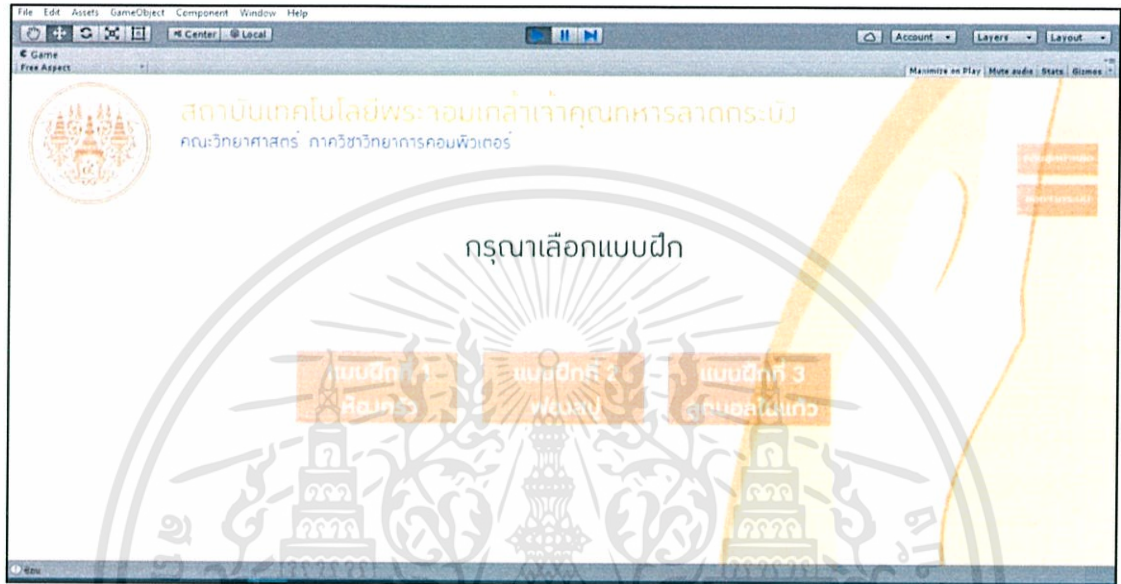 File Edit Assets GameObject Component Window Help
Center Local Account Layers Layout
Game
Free Aspect Maximize on Play Mute audio Stats Gizmos
สถาบันเทคโนโลยีพระจอมเกล้าเจ้าคุณทหารลาดกระบัง
คณะวิทยาศาสตร์ ภาควิชาวิทยาการคอมพิวเตอร์
กรุณาเลือกแบบฝึก
แบบฝึกที่ 1 แบบฝึกที่ 2 แบบฝึกที่ 3
ห้องครัว